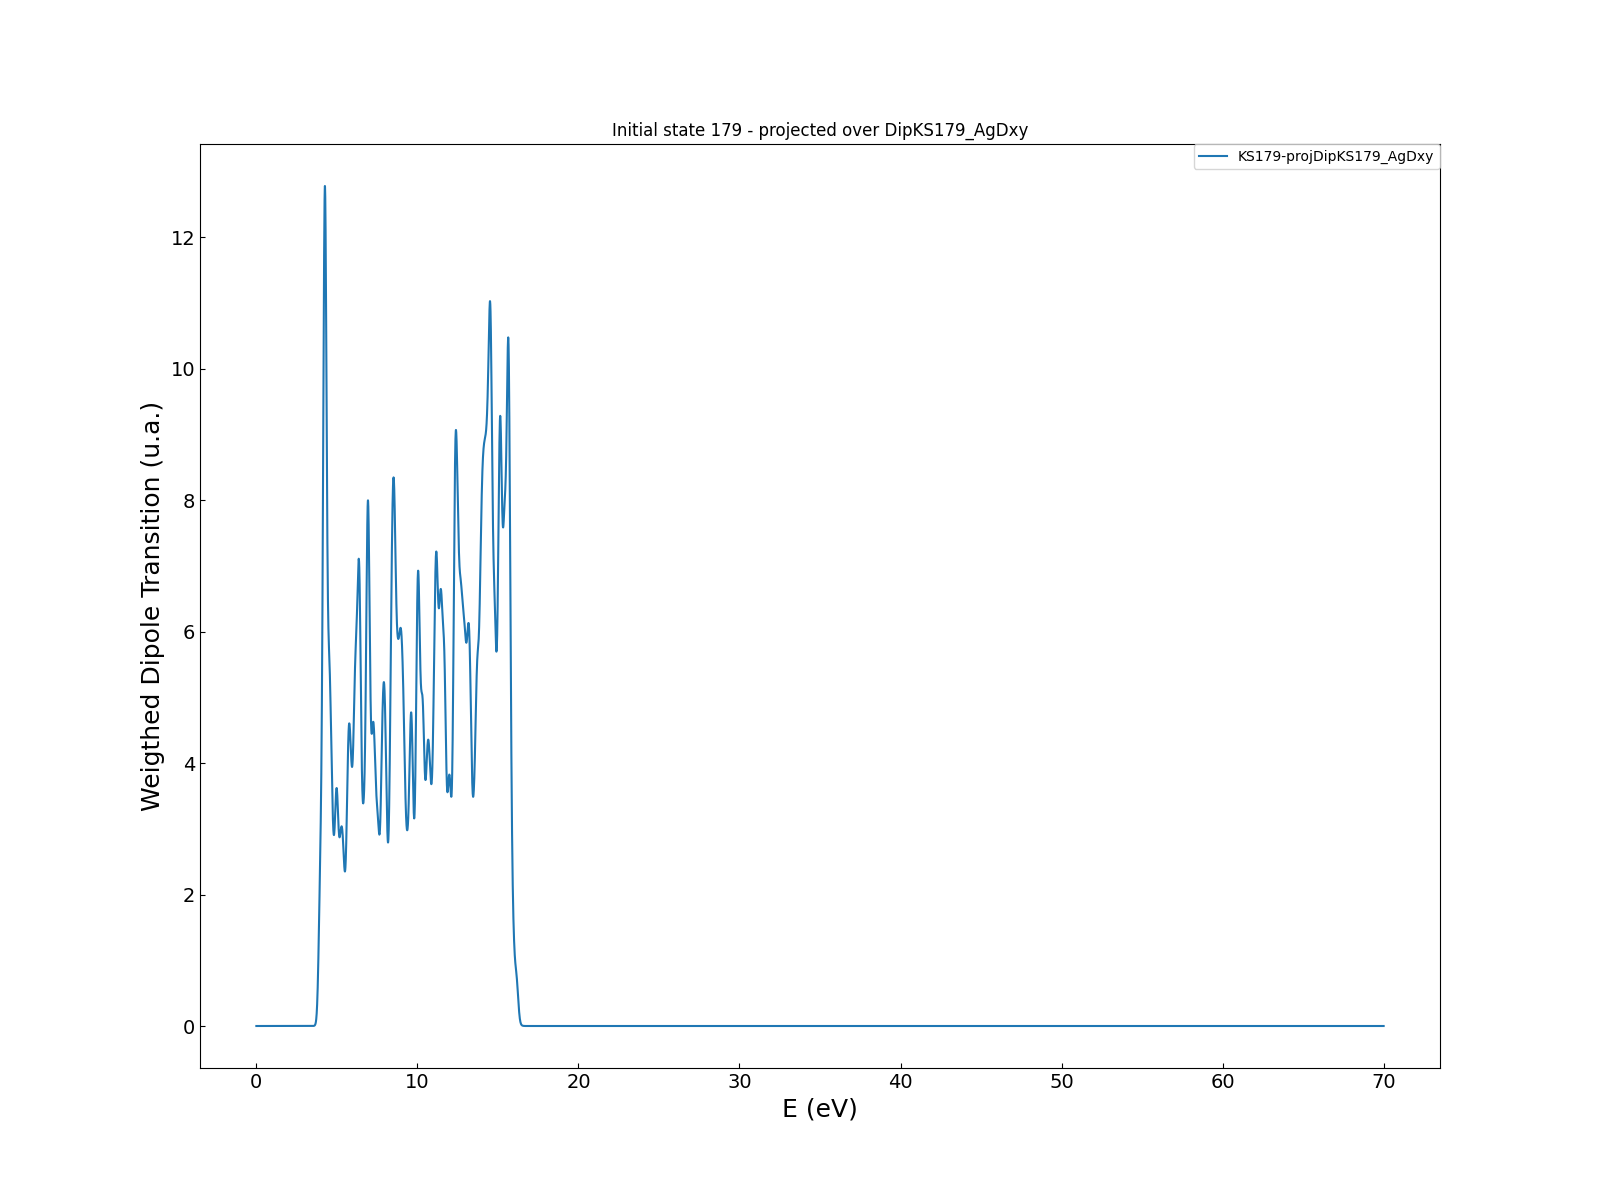 Initial state 179 - projected over DipKS179_AgDxy
KS179-projDipKS179_AgDxy
Weigthed Dipole Transition (u.a.)
12
10
8
6
4
2
0
0 10 20 30 40 50 60 70
E (eV)